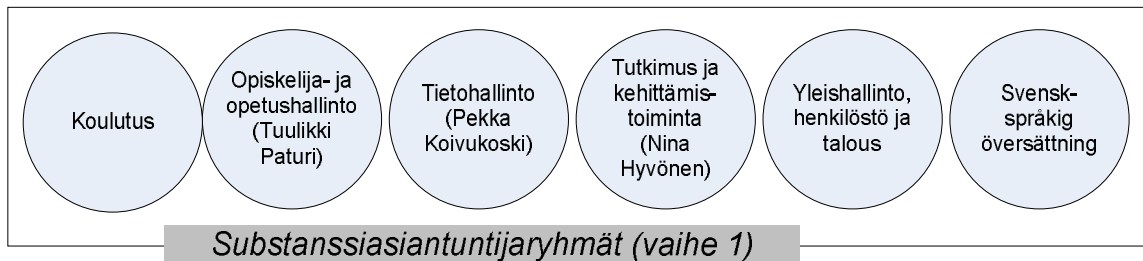 Koulutus
Opiskelija- ja
opetushallinto
(Tuulikki
Paturi)
Tietohallinto
(Pekka
Koivukoski)
Tutkimus ja
kehittämis-
toiminta
(Nina
Hyvönen)
Yleishallinto,
henkilöstö ja
talous
Svensk-
språkig
översättning
Substanssiasiantuntijaryhmät (vaihe 1)